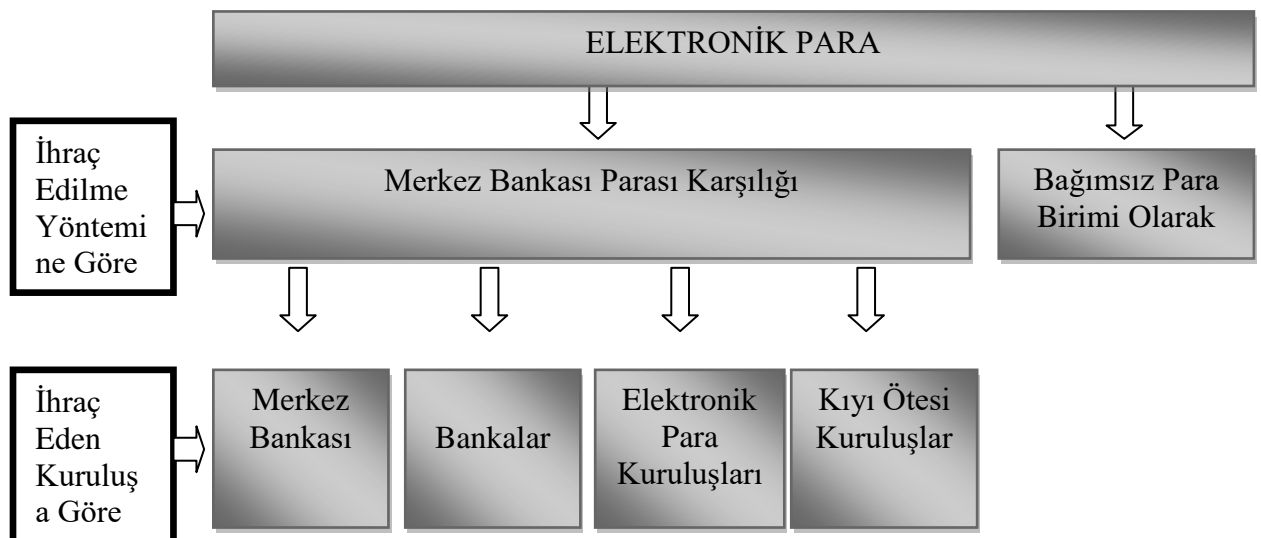 ELEKTRONİK PARA
İhraç
Edilme
Yöntemi
ne Göre
Merkez Bankası Parası Karşılığı
Bağımsız Para
Birimi Olarak
İhraç
Eden
Kuruluş
a Göre
Merkez
Bankası
Bankalar
Elektronik
Para
Kuruluşları
Kıyı Ötesi
Kuruluşlar